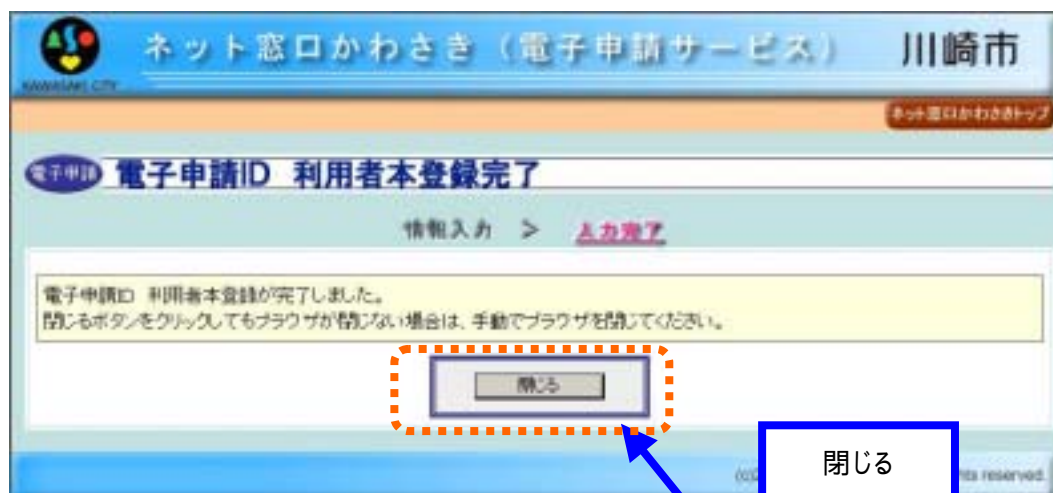 ネット窓口かわさき（電子申請サービス） 川崎市
KAWASAKI CITY
ネット窓口かわさきトップ
電子申請 電子申請ID 利用者本登録完了
情報入力 > 入力完了
電子申請ID 利用者本登録が完了しました。
閉じるボタンをクリックしてもブラウザが閉じない場合は、手動でブラウザを閉じてください。
閉じる
閉じる
reserved.